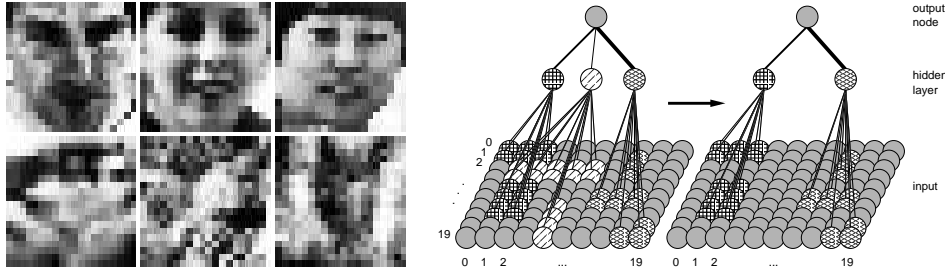 output
node
hidden
layer
input
0
1
2
. . .
19
0 1 2 ... 19
0 1 2 ... 19